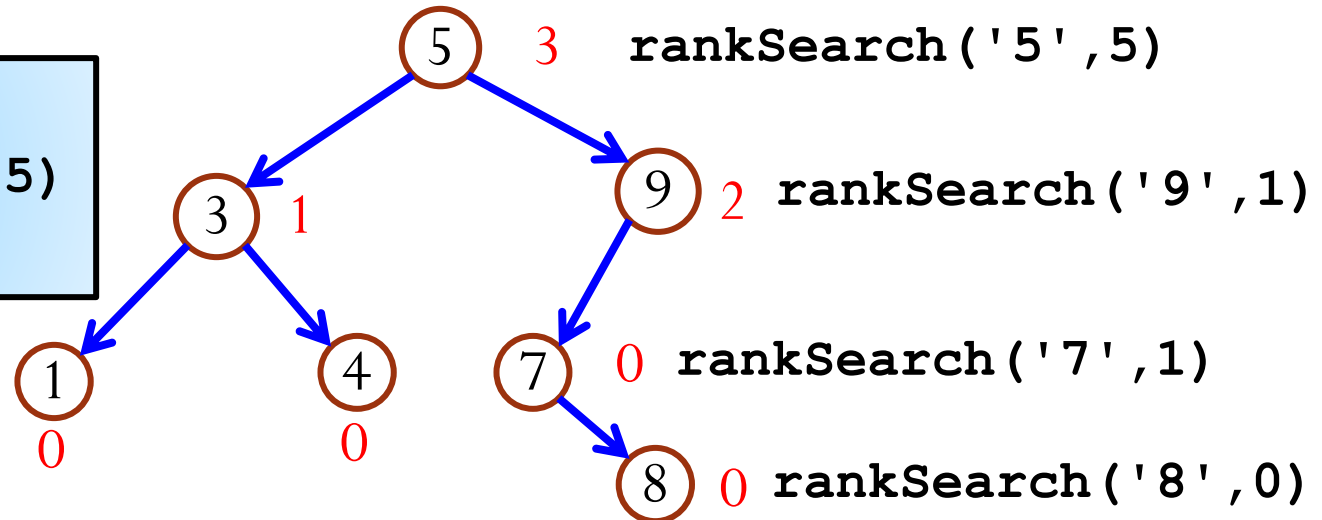 5 3 rankSearch('5',5)
5)
3 1 9 2 rankSearch('9',1)
1 4 7 0 rankSearch('7',1)
0 0
8 0 rankSearch('8',0)